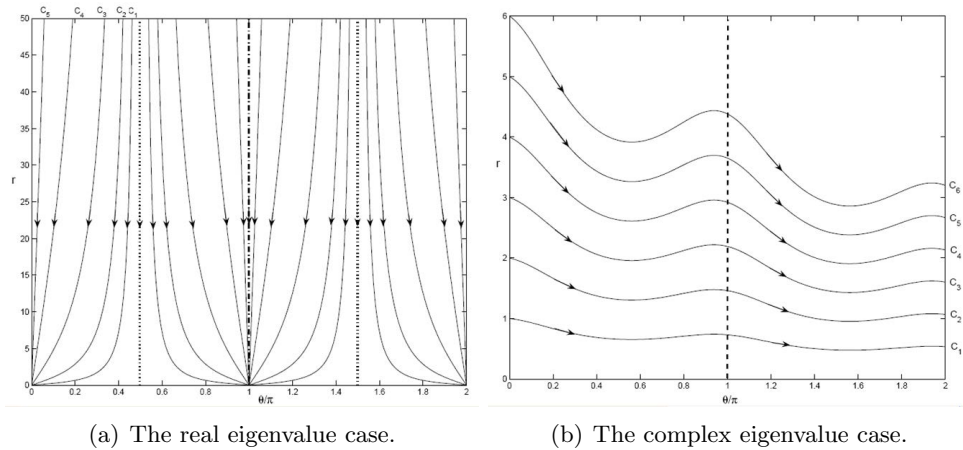 C5 C4 C3 C2 C1
50
45
40
35
30
r
25
20
15
10
5
0
0 0.2 0.4 0.6 0.8 1 1.2 1.4 1.6 1.8 2
θ/π
(a) The real eigenvalue case.
6
5
4
r
3
2
1
0
C6
C5
C4
C3
C2
C1
0 0.2 0.4 0.6 0.8 1 1.2 1.4 1.6 1.8 2
θ/π
(b) The complex eigenvalue case.